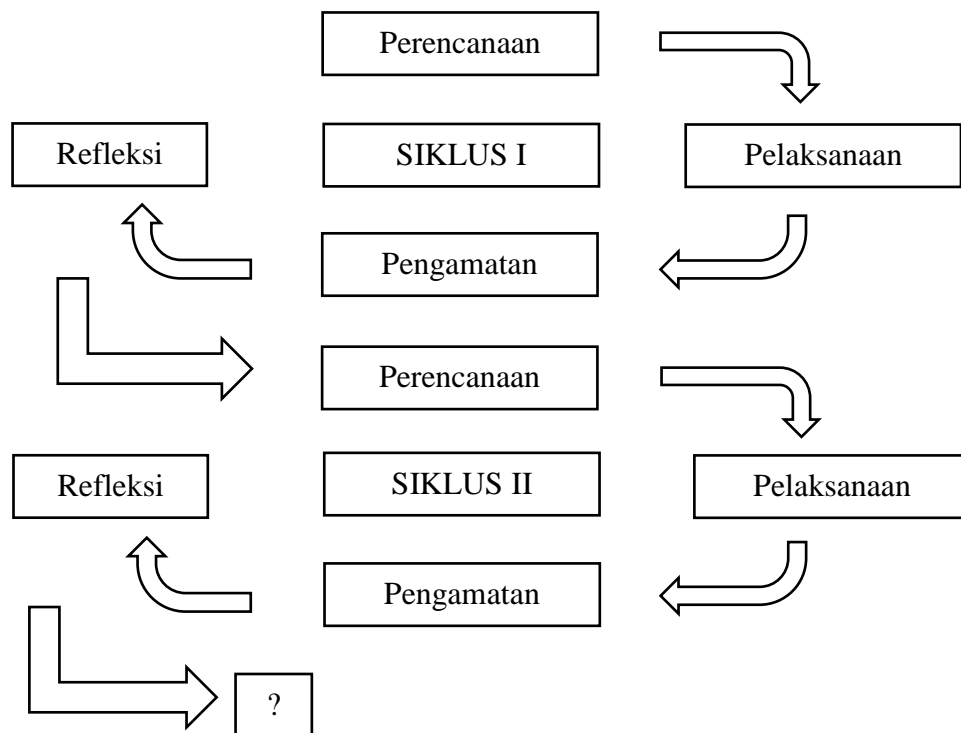 Perencanaan
Refleksi
SIKLUS I
Pelaksanaan
Pengamatan
Perencanaan
Refleksi
SIKLUS II
Pelaksanaan
Pengamatan
?